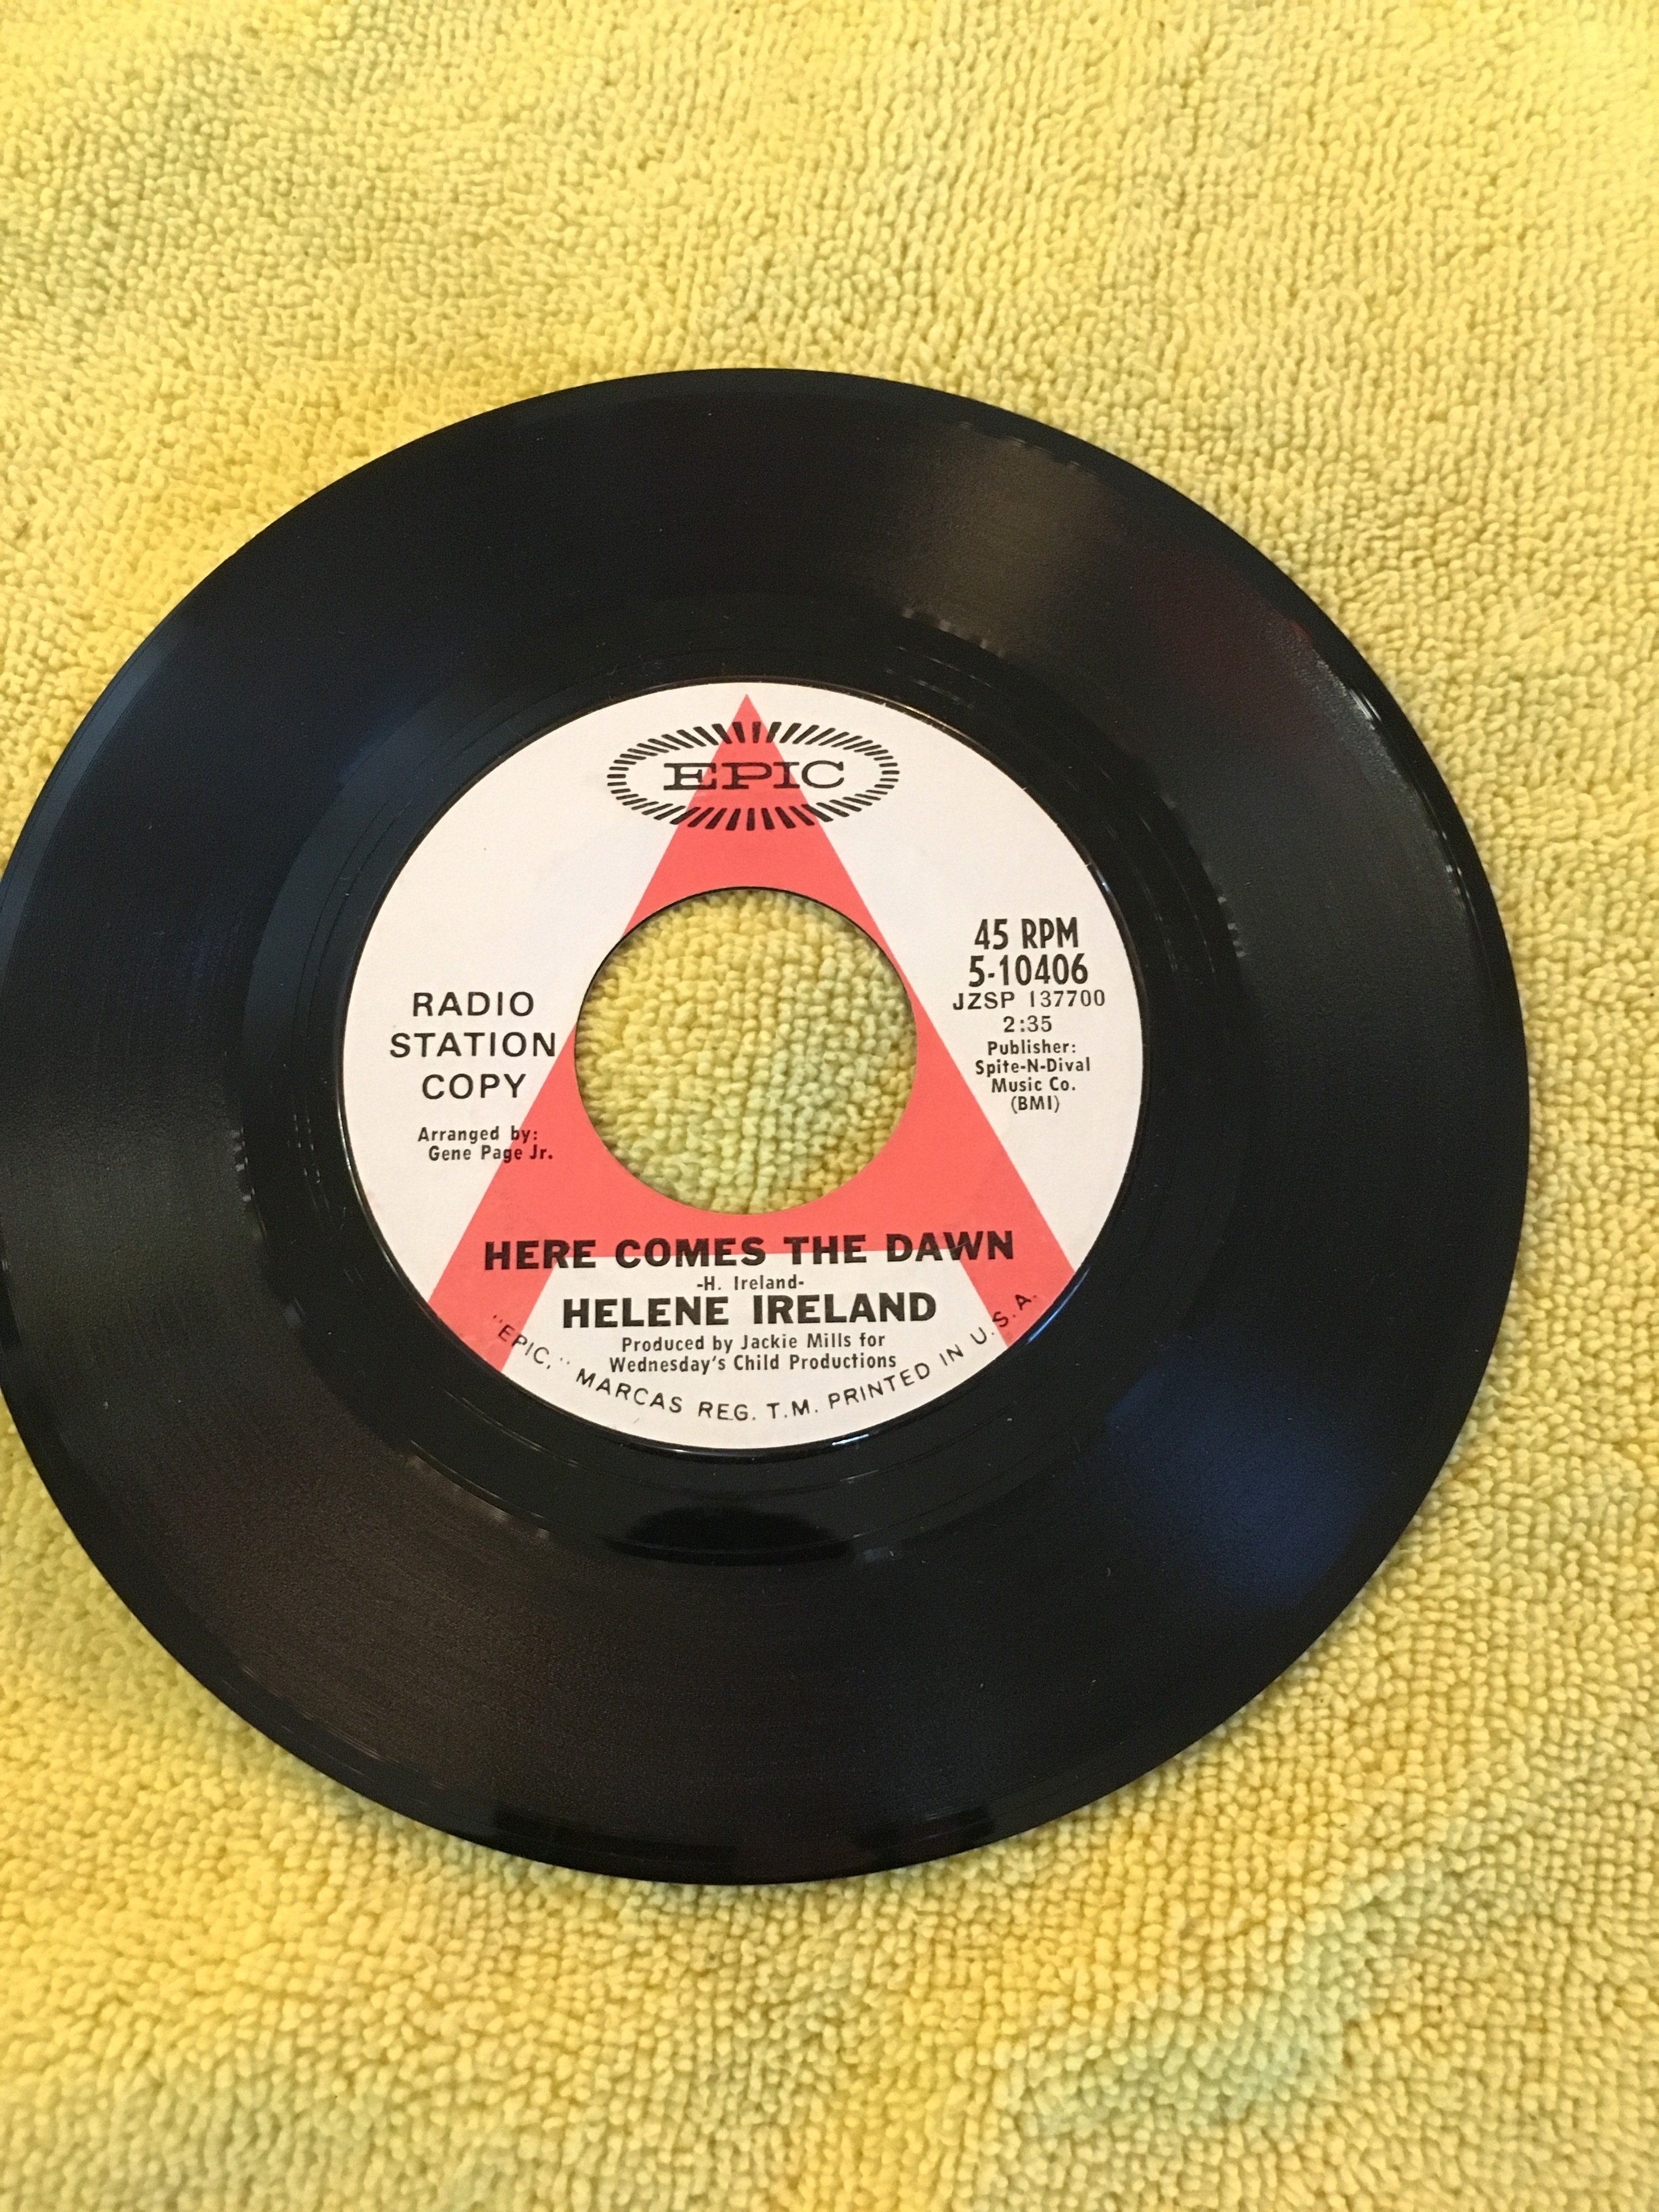 EPIC
45 RPM
5-10406
JZSP 137700
2:35
Publisher:
Spite-N-Dival
Music Co.
(BMI)
RADIO
STATION
COPY
Arranged by:
Gene Page Jr.
HERE COMES THE DAWN
-H. Ireland-
HELENE IRELAND
Produced by Jackie Mills for
Wednesday's Child Productions
"EPIC," MARCAS REG. T.M. PRINTED IN U.S.A.